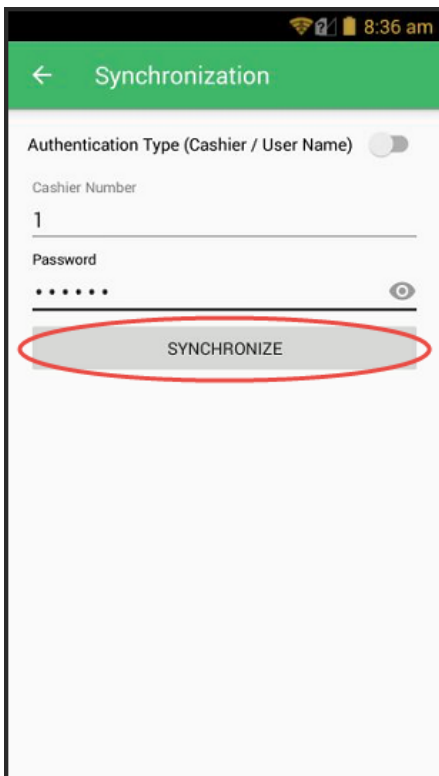 8:36 am
Synchronization
Authentication Type (Cashier / User Name)
Cashier Number
1
Password
••••••
SYNCHRONIZE